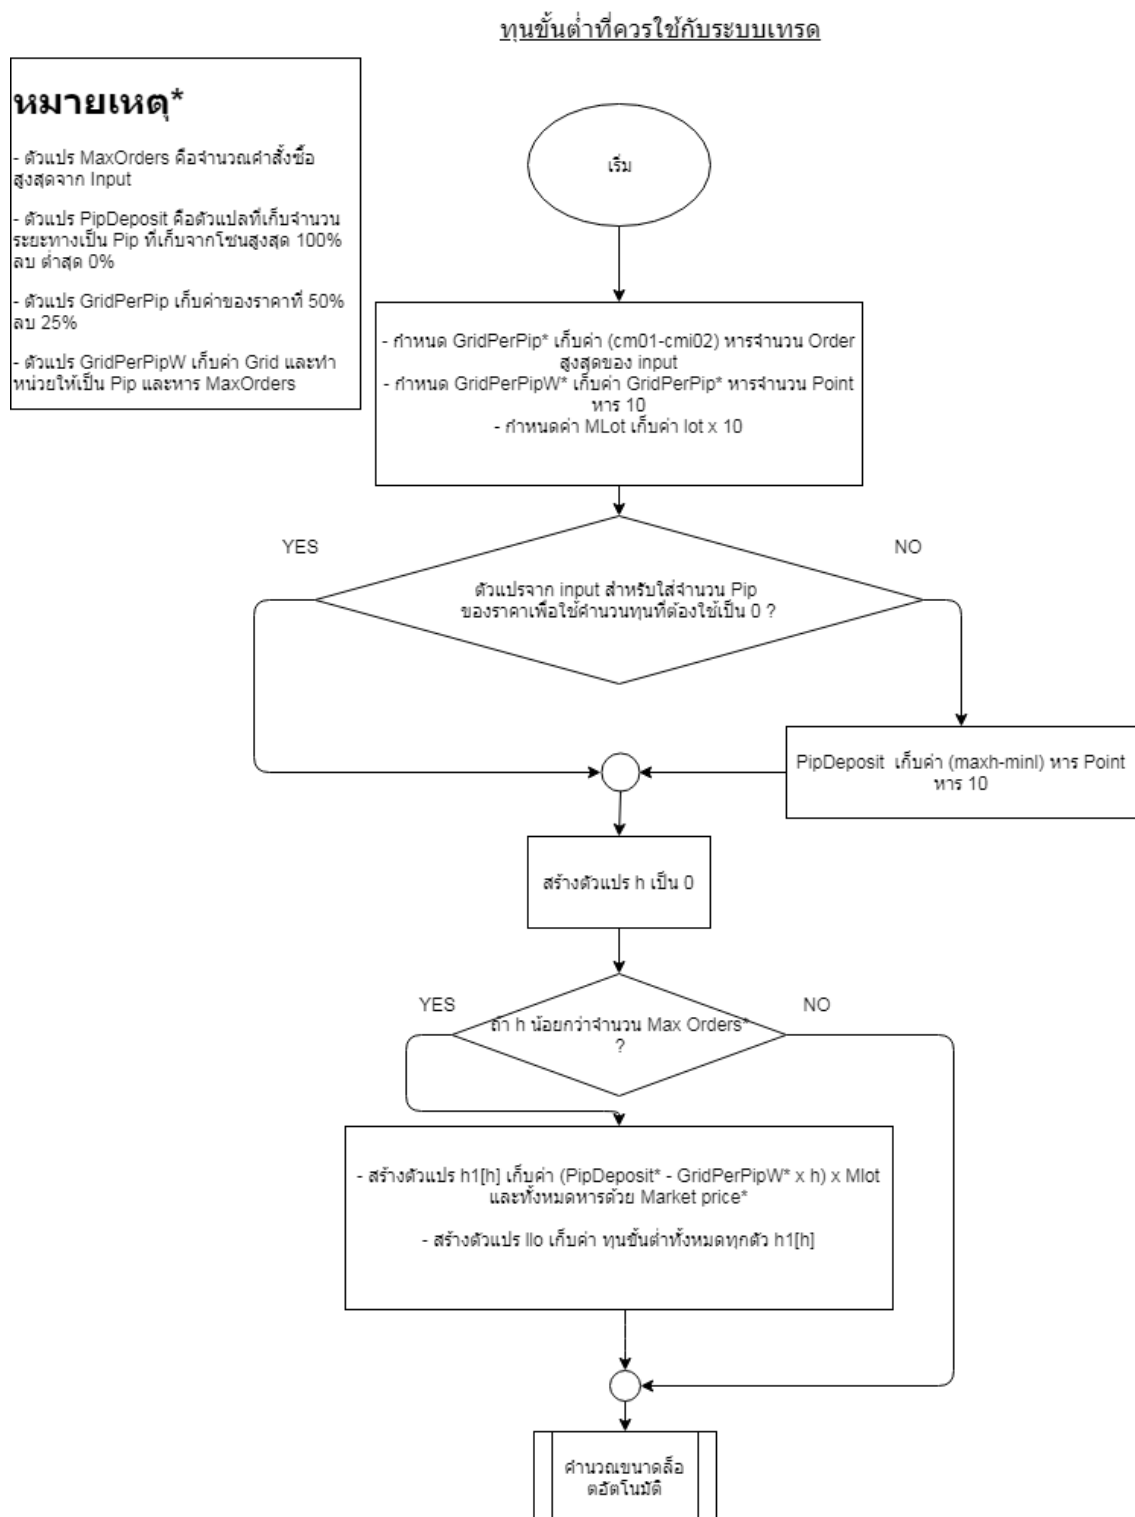 ทุนขั้นต่ำที่ควรใช้กับระบบเทรด
หมายเหตุ*
- ตัวแปร MaxOrders คือจำนวณคำสั่งซื้อ
สูงสุดจาก Input
- ตัวแปร PipDeposit คือตัวแปลที่เก็บจำนวน
ระยะทางเป็น Pip ที่เก็บจากโซนสูงสุด 100%
ลบ ต่ำสุด 0%
- ตัวแปร GridPerPip เก็บค่าของราคาที่ 50%
ลบ 25%
- ตัวแปร GridPerPipW เก็บค่า Grid และทำ
หน่วยให้เป็น Pip และหาร MaxOrders
เริ่ม
- กำหนด GridPerPip* เก็บค่า (cm01-cmi02) หารจำนวน Order
สูงสุดของ input
- กำหนด GridPerPipW* เก็บค่า GridPerPip* หารจำนวน Point
หาร 10
- กำหนดค่า MLot เก็บค่า lot x 10
YES
NO
ตัวแปรจาก input สำหรับใส่จำนวน Pip
ของราคาเพื่อใช้คำนวนทุนที่ต้องใช้เป็น 0 ?
PipDeposit เก็บค่า (maxh-minl) หาร Point
หาร 10
สร้างตัวแปร h เป็น 0
YES
NO
ถ้า h น้อยกว่าจำนวน Max Orders*
?
- สร้างตัวแปร h1[h] เก็บค่า (PipDeposit* - GridPerPipW* x h) x Mlot
และทั้งหมดหารด้วย Market price*
- สร้างตัวแปร llo เก็บค่า ทุนขั้นต่ำทั้งหมดทุกตัว h1[h]
คำนวณขนาดล็อ
ตอัตโนมัติ